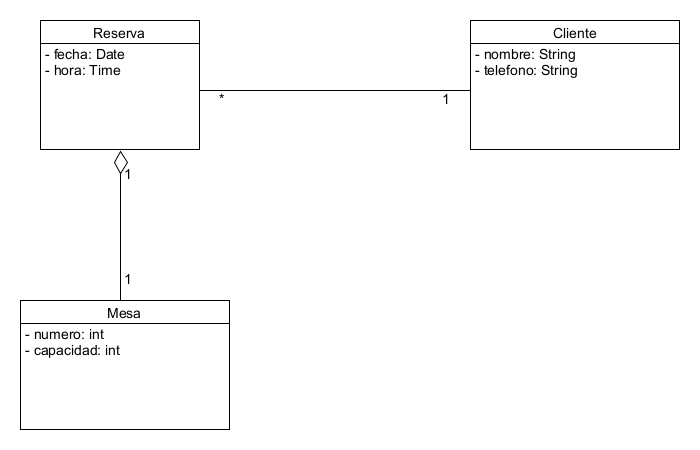 Reserva
- fecha: Date
- hora: Time
Cliente
- nombre: String
- telefono: String
*
1
1
1
Mesa
- numero: int
- capacidad: int